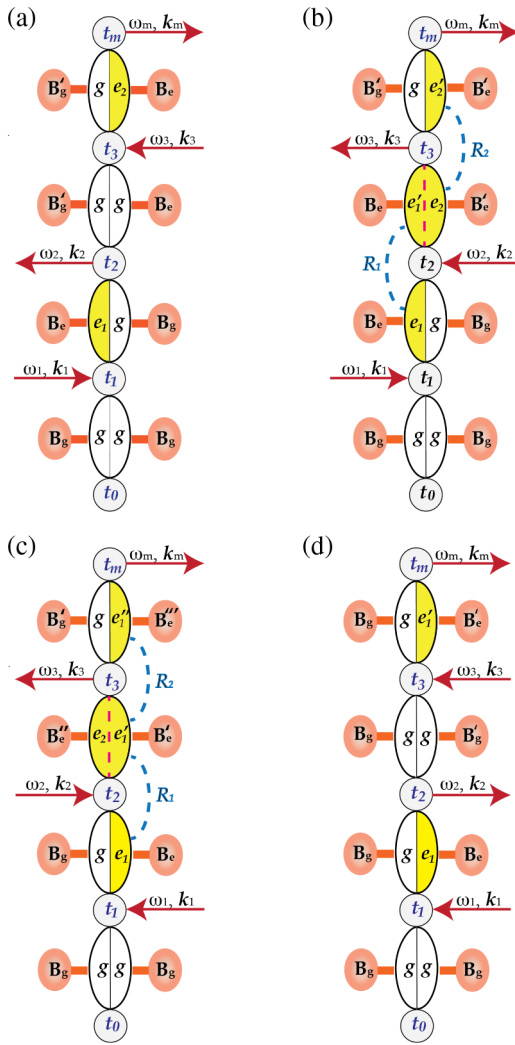 (a)
tm ωm, km
B'g g e2 Be
t3 ω3, k3
B'g g g Be
ω2, k2 t2
Be e1 g Bg
ω1, k1 t1
Bg g g Bg
t0
(b)
tm ωm, km
B'g g e'2 B'e
ω3, k3 t3 R2
Be e'1 e2 B'e
R1 t2 ω2, k2
Be e1 g Bg
ω1, k1 t1
Bg g g Bg
t0
(c)
tm ωm, km
B'g g e''1 B'''e
ω3, k3 t3 R2
B''e e2 e'1 B'e
ω2, k2 t2 R1
Bg g e1 Be
t1 ω1, k1
Bg g g Bg
t0
(d)
tm ωm, km
Bg g e'1 B'e
t3 ω3, k3
Bg g g B'g
t2 ω2, k2
Bg g e1 Be
t1 ω1, k1
Bg g g Bg
t0